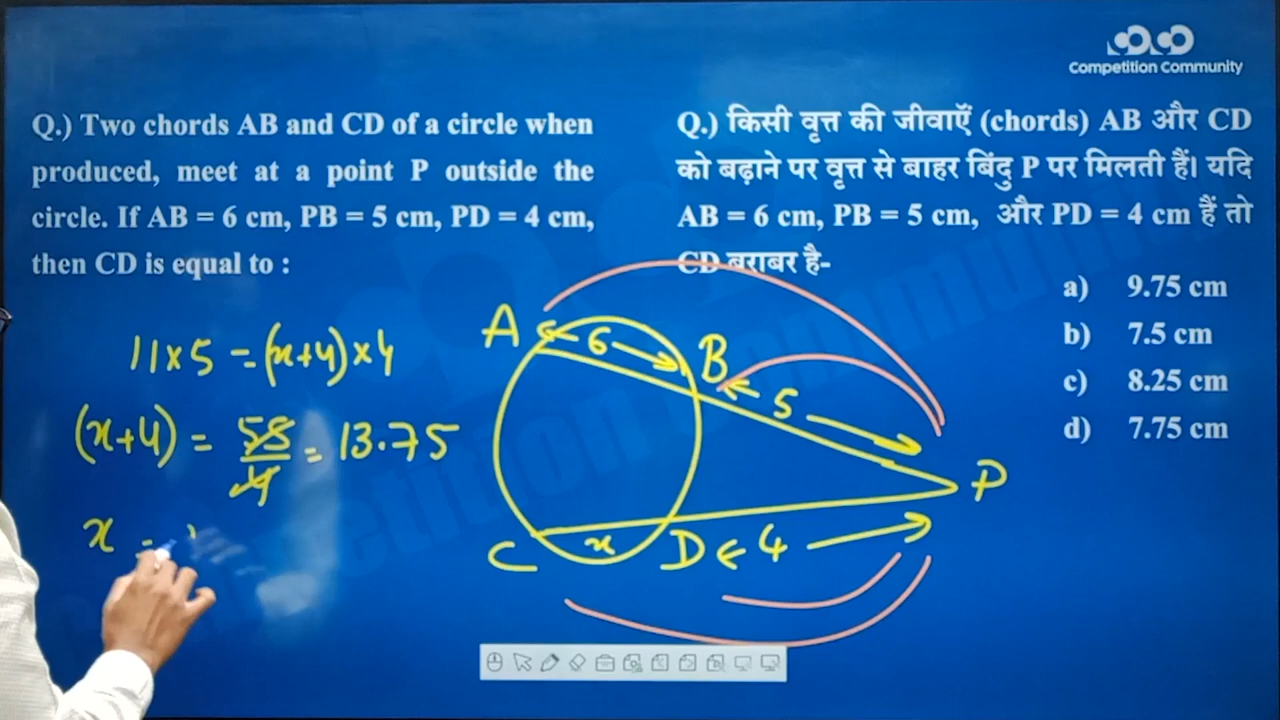 Competition Community
Q.) Two chords AB and CD of a circle when
produced, meet at a point P outside the
circle. If AB = 6 cm, PB = 5 cm, PD = 4 cm,
then CD is equal to :
Q.) किसी वृत्त की जीवाएँ (chords) AB और CD
को बढ़ाने पर वृत्त से बाहर बिंदु P पर मिलती हैं। यदि
AB = 6 cm, PB = 5 cm, और PD = 4 cm हैं तो
CD बराबर है-
a) 9.75 cm
b) 7.5 cm
c) 8.25 cm
d) 7.75 cm
11×5 = (x+4)×4
(x+4) = 55/4 = 13.75
x =
A
6
B
5
P
C
x
D
4